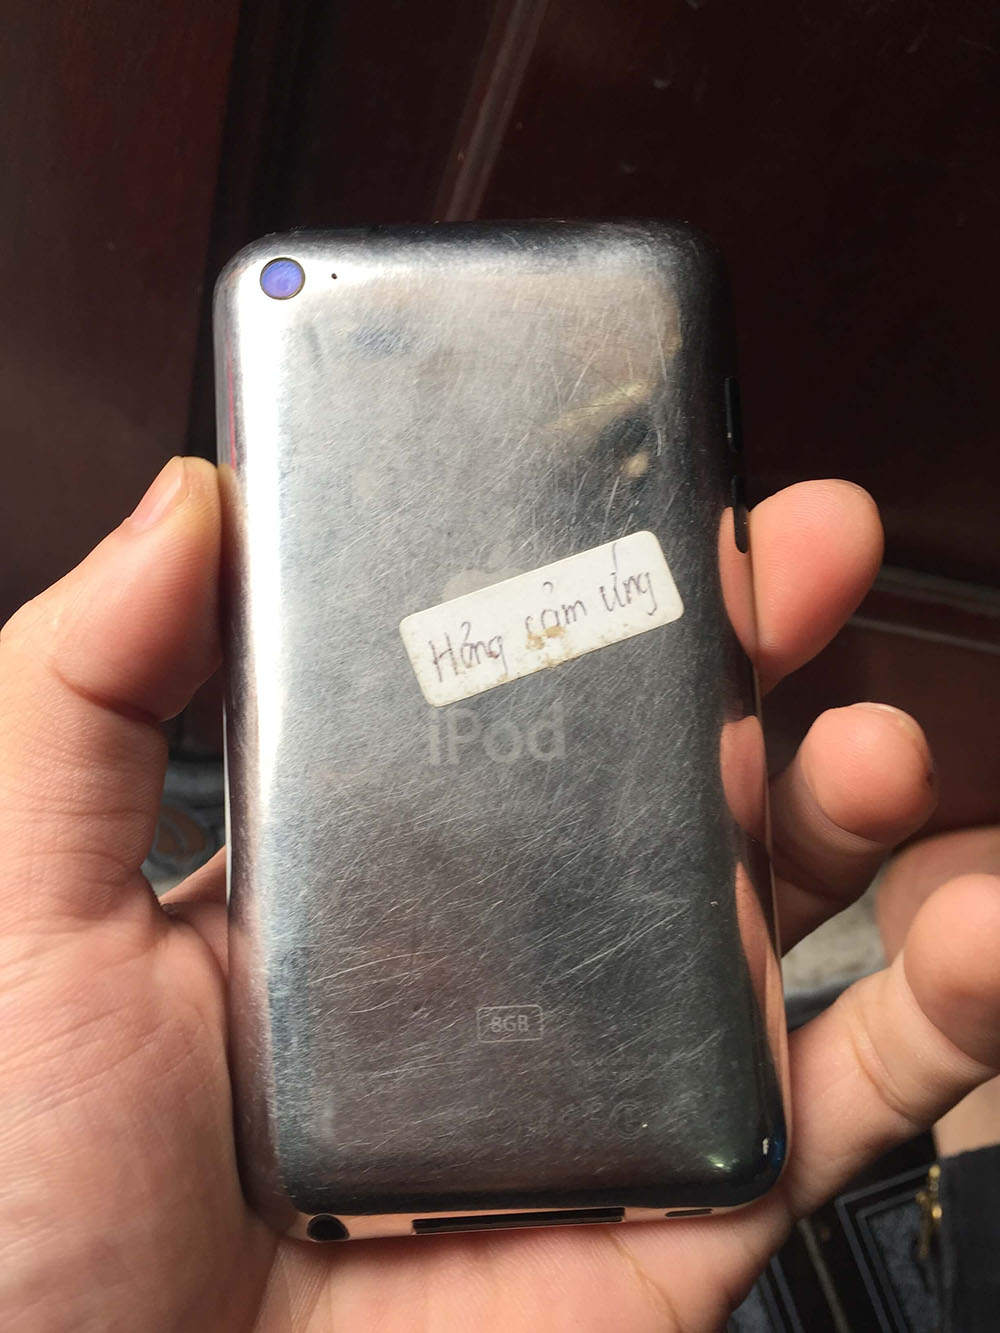 Hỏng cảm ứng
iPod
8GB